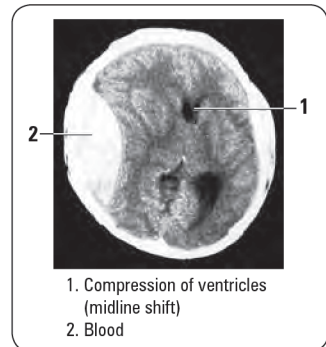 1
2
1. Compression of ventricles
(midline shift)
2. Blood